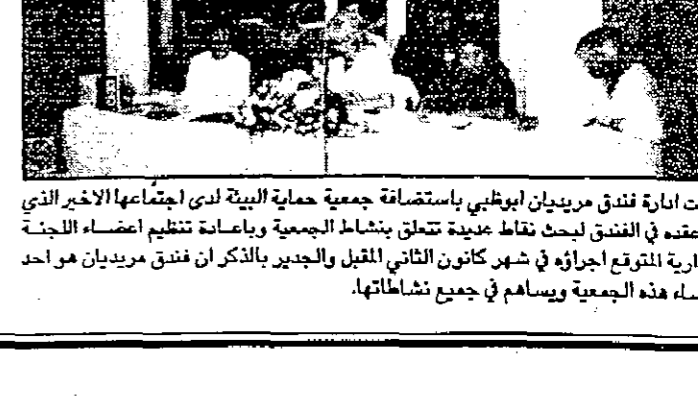 ت ادارة فندق مريديان ابوظبي باستضافة جمعية حماية البيئة لدى اجتماعها الاخير الذي
عقده في الفندق لبحث نقاط عديدة تتعلق بنشاط الجمعية وباعادة تنظيم اعضاء اللجنة
ارية المتوقع اجراؤه في شهر كانون الثاني المقبل والجدير بالذكر ان فندق مريديان هو احد
ساء هذه الجمعية ويساهم في جميع نشاطاتها.